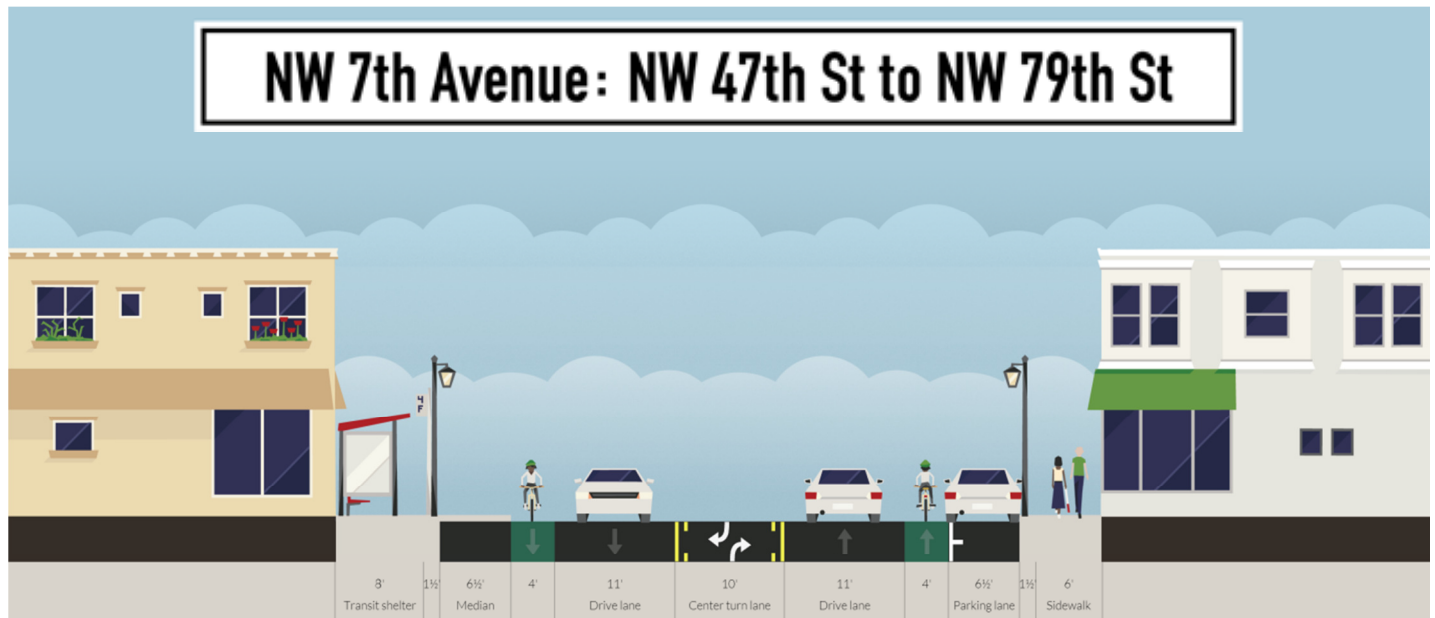 NW 7th Avenue: NW 47th St to NW 79th St
4
F
8' 1½' 6½' 4' 11' 10' 11' 4' 6½' 1½' 6'
Transit shelter Median Drive lane Center turn lane Drive lane Parking lane Sidewalk